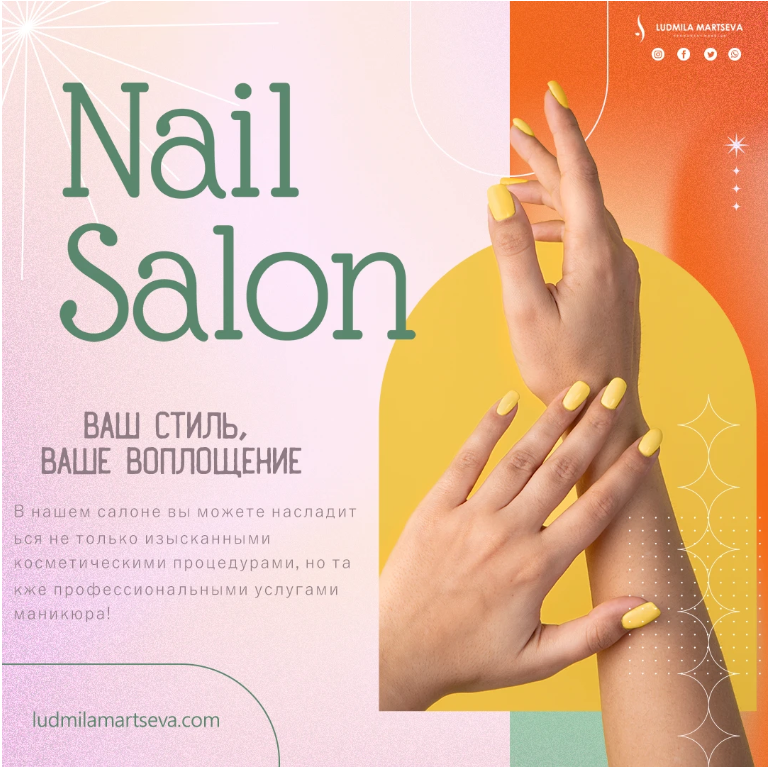 LUDMILA MARTSEVA
Nail
Salon
ВАШ СТИЛЬ,
ВАШЕ ВОПЛОЩЕНИЕ
В нашем салоне вы можете насладит
ься не только изысканными
косметическими процедурами, но та
кже профессиональными услугами
маникюра!
ludmilamartseva.com